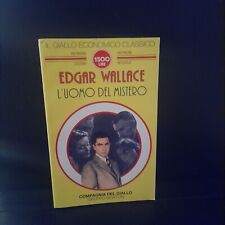 IL GIALLO ECONOMICO CLASSICO
1500
LIRE
EDGAR WALLACE
L'UOMO DEL MISTERO
COMPAGNIA DEL GIALLO